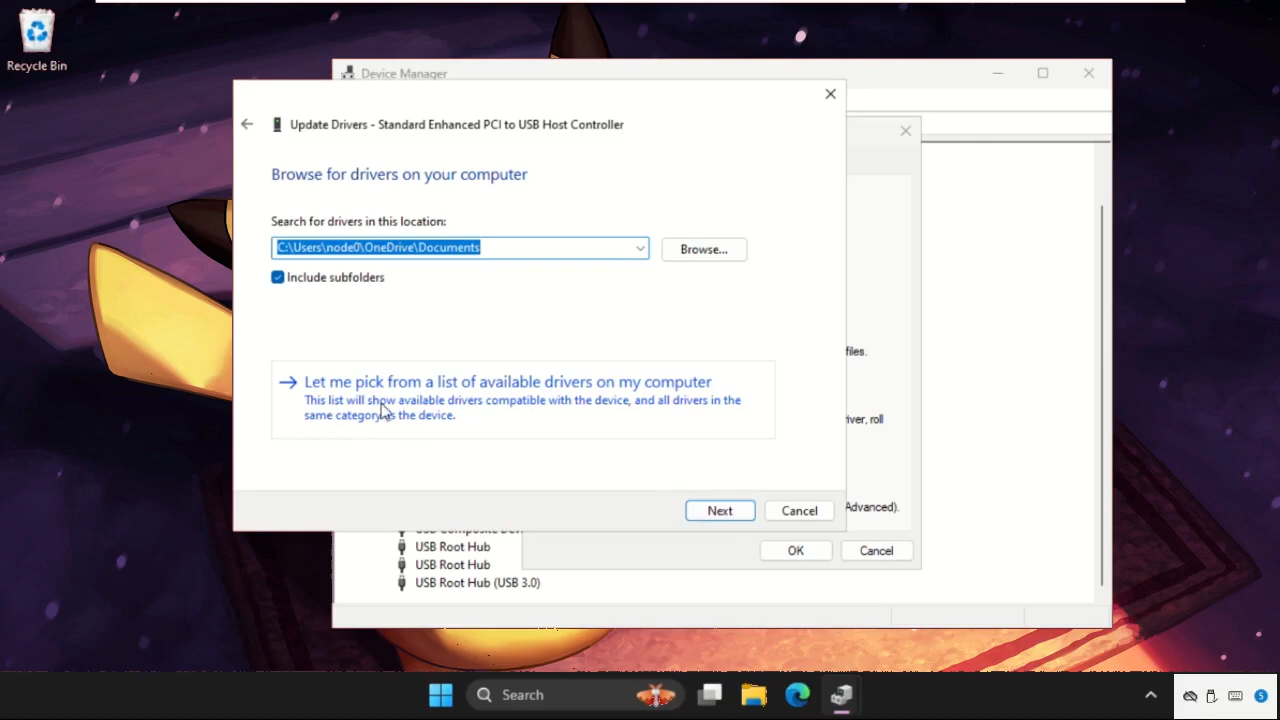 Recycle Bin
Device Manager
Update Drivers - Standard Enhanced PCI to USB Host Controller
Browse for drivers on your computer
Search for drivers in this location:
C:\Users\node0\OneDrive\Documents
Browse...
Include subfolders
files.
Let me pick from a list of available drivers on my computer
This list will show available drivers compatible with the device, and all drivers in the
same category as the device.
iver, roll
Advanced).
Next
Cancel
USB Composite Dev
USB Root Hub
OK
Cancel
USB Root Hub
USB Root Hub (USB 3.0)
Search
5